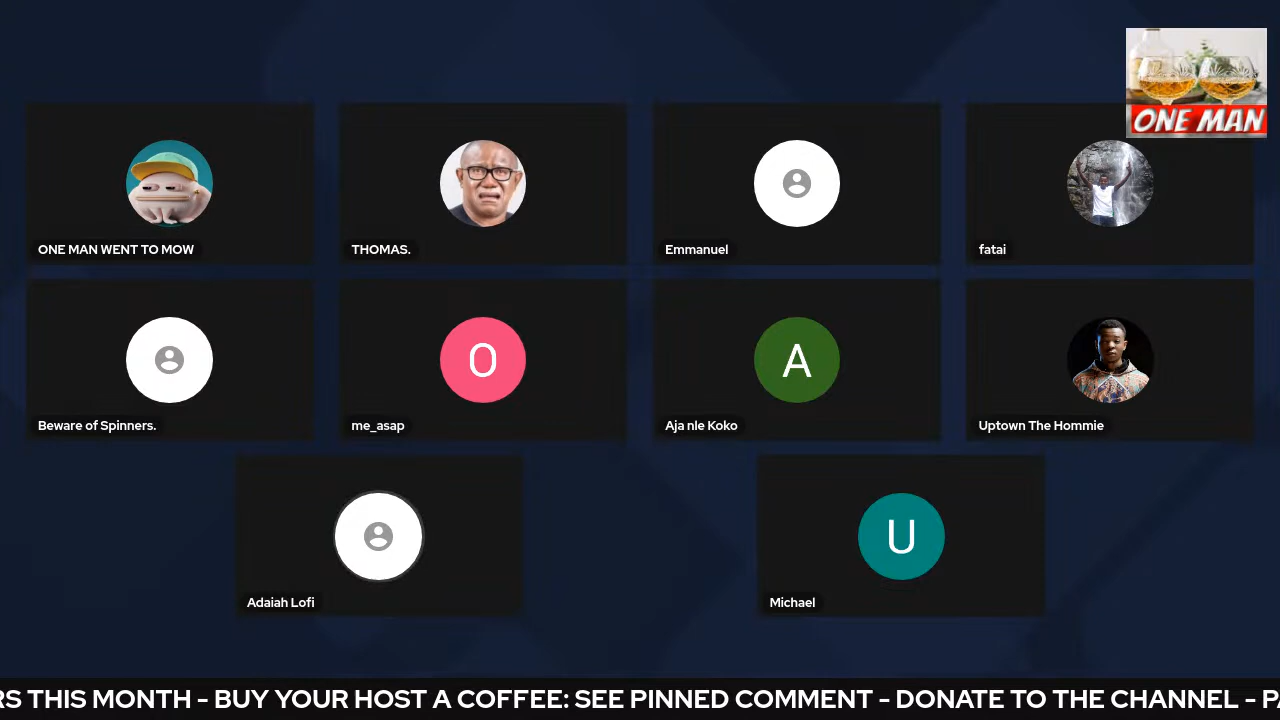 ONE MAN
ONE MAN WENT TO MOW
THOMAS.
Emmanuel
fatai
Beware of Spinners.
O
me_asap
A
Aja nle Koko
Uptown The Hommie
Adaiah Lofi
U
Michael
RS THIS MONTH - BUY YOUR HOST A COFFEE: SEE PINNED COMMENT - DONATE TO THE CHANNEL - P